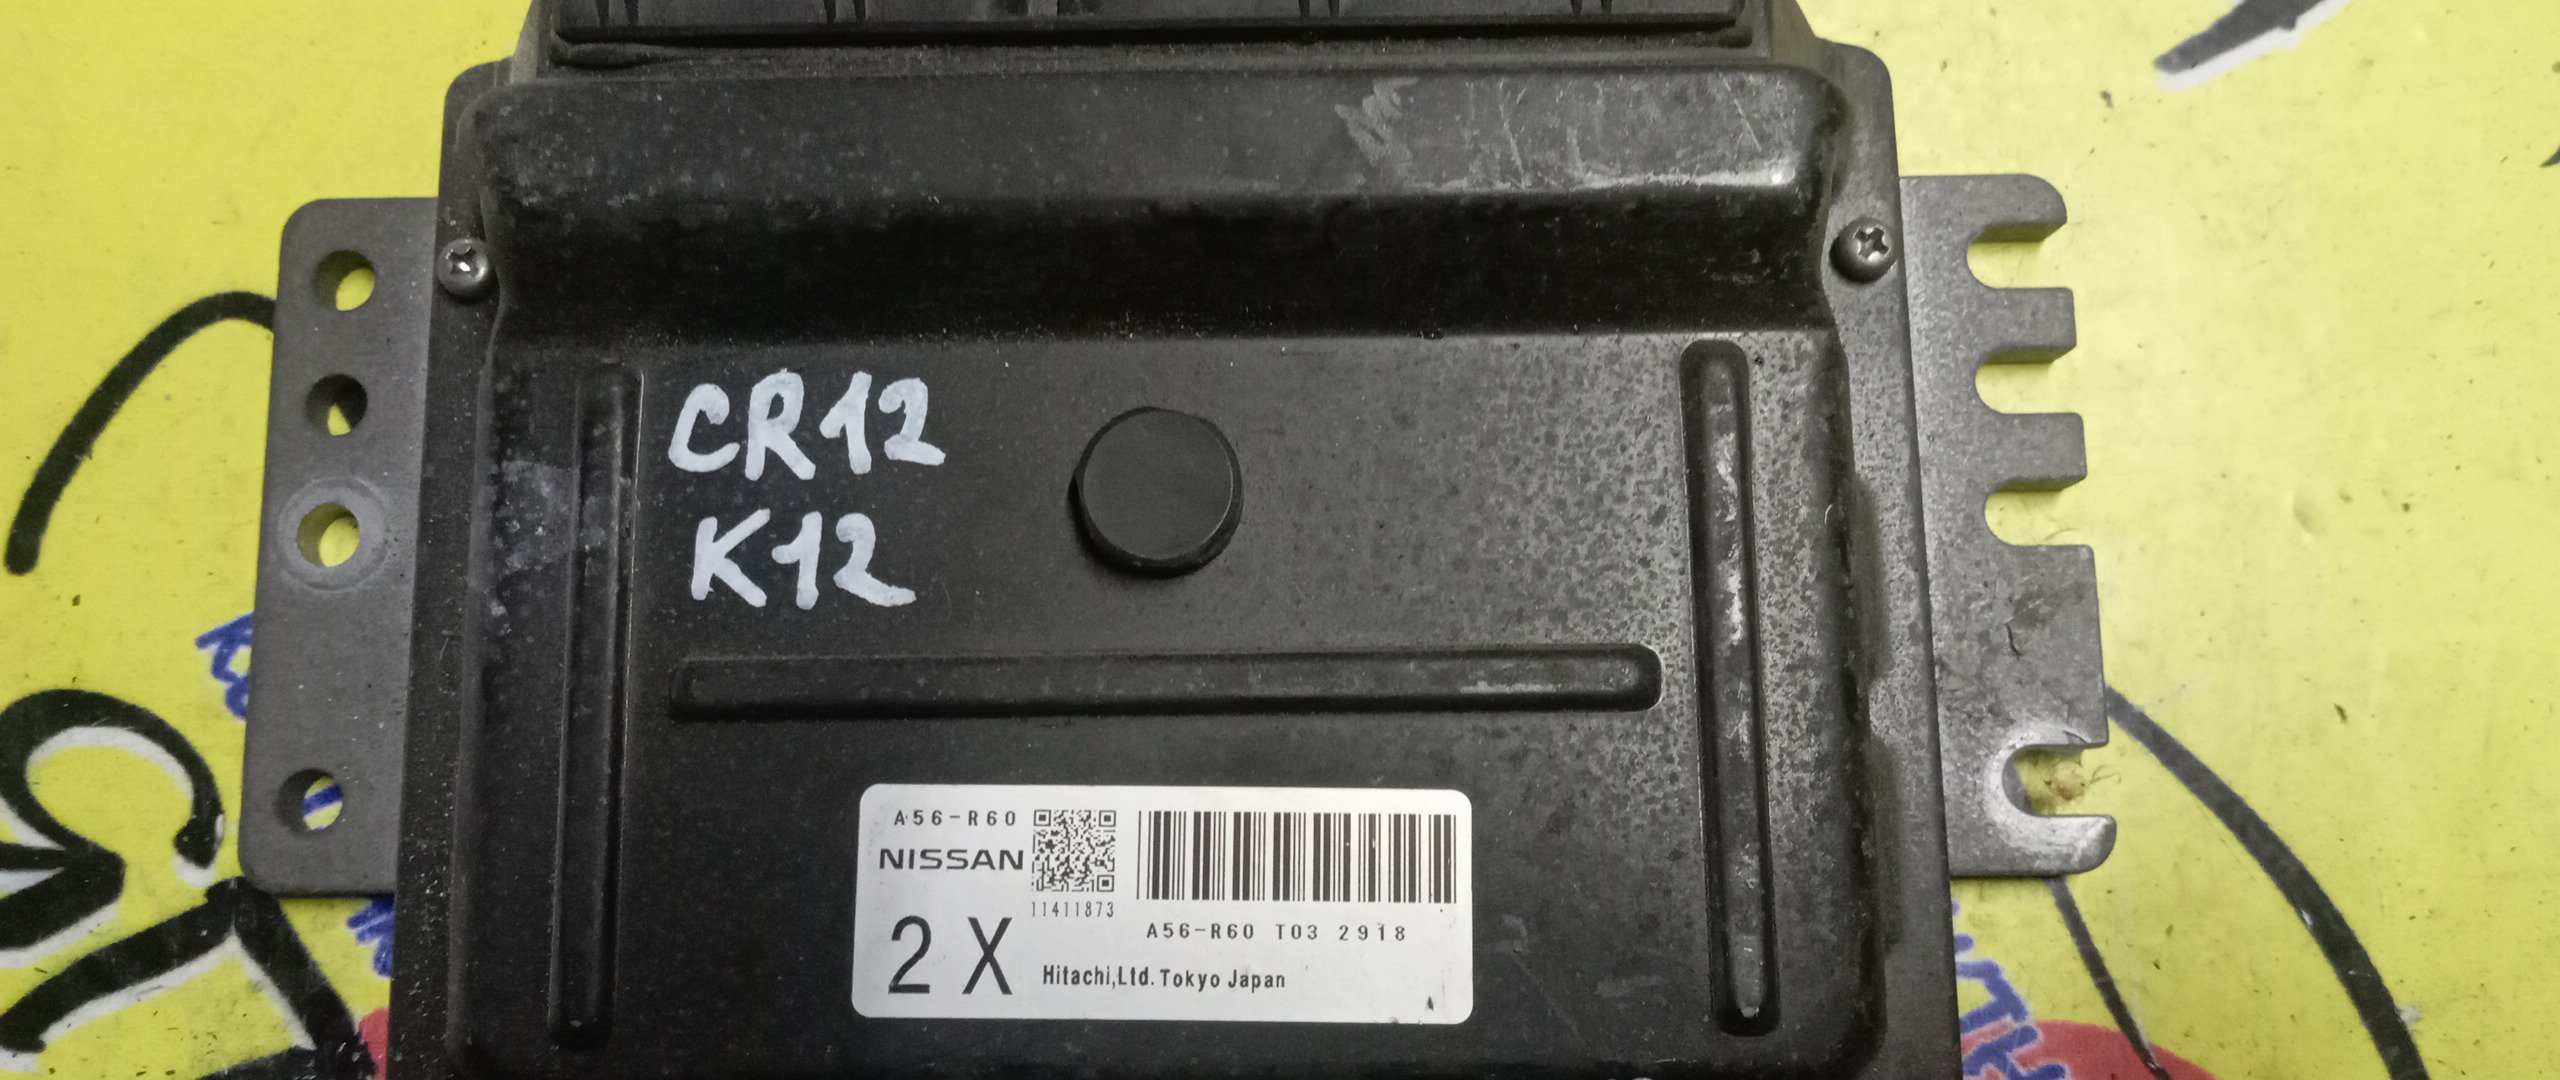 CR12
K12
A56-R60
NISSAN
11411873
2X
A56-R60 T03 2918
Hitachi,Ltd. Tokyo Japan